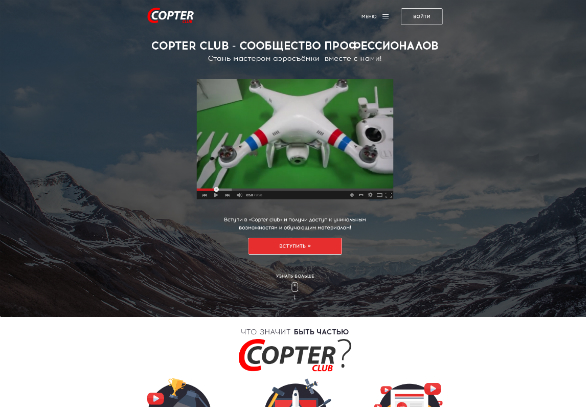 COPTER
CLUB
МЕНЮ
ВОЙТИ
COPTER CLUB - СООБЩЕСТВО ПРОФЕССИОНАЛОВ
Стань мастером аэросъёмки вместе с нами!
Вступи в «Copter club» и получи доступ к уникальным
возможностям и обучающим материалам!
ВСТУПИТЬ
УЗНАТЬ БОЛЬШЕ
ЧТО ЗНАЧИТ БЫТЬ ЧАСТЬЮ
COPTER?
CLUB